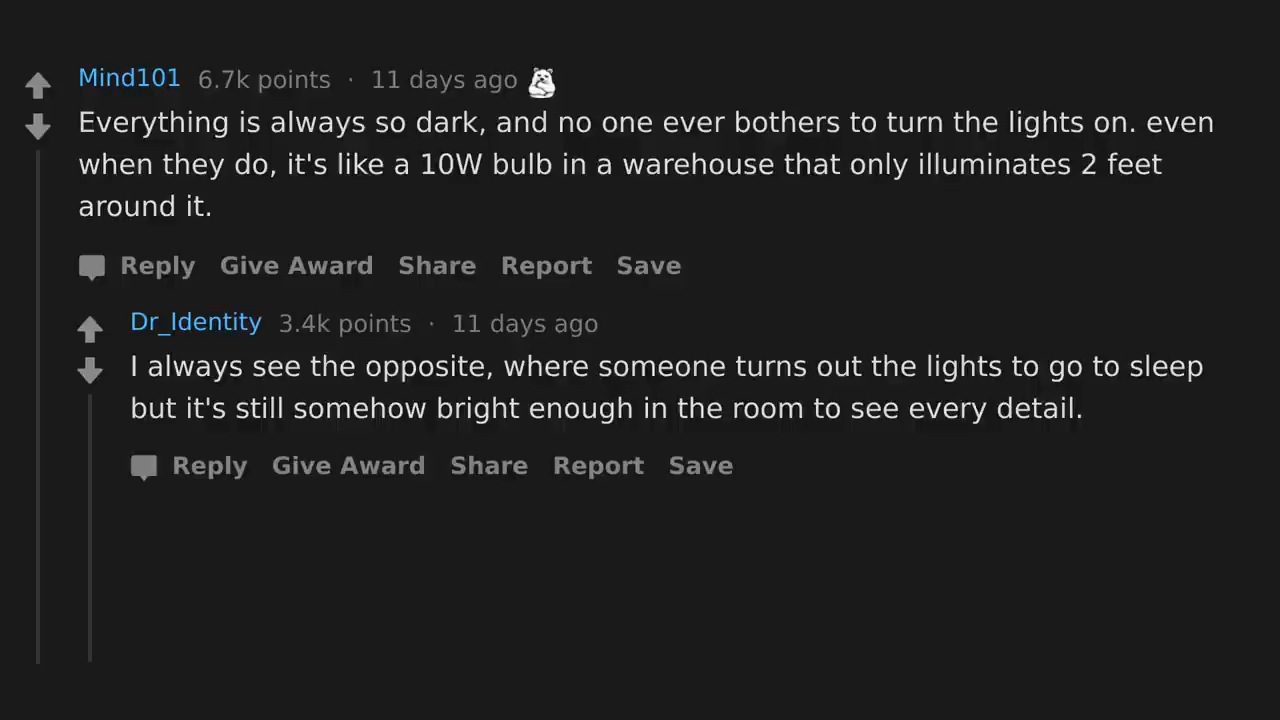 Mind101 6.7k points · 11 days ago
Everything is always so dark, and no one ever bothers to turn the lights on. even
when they do, it's like a 10W bulb in a warehouse that only illuminates 2 feet
around it.
Reply Give Award Share Report Save
Dr_Identity 3.4k points · 11 days ago
I always see the opposite, where someone turns out the lights to go to sleep
but it's still somehow bright enough in the room to see every detail.
Reply Give Award Share Report Save